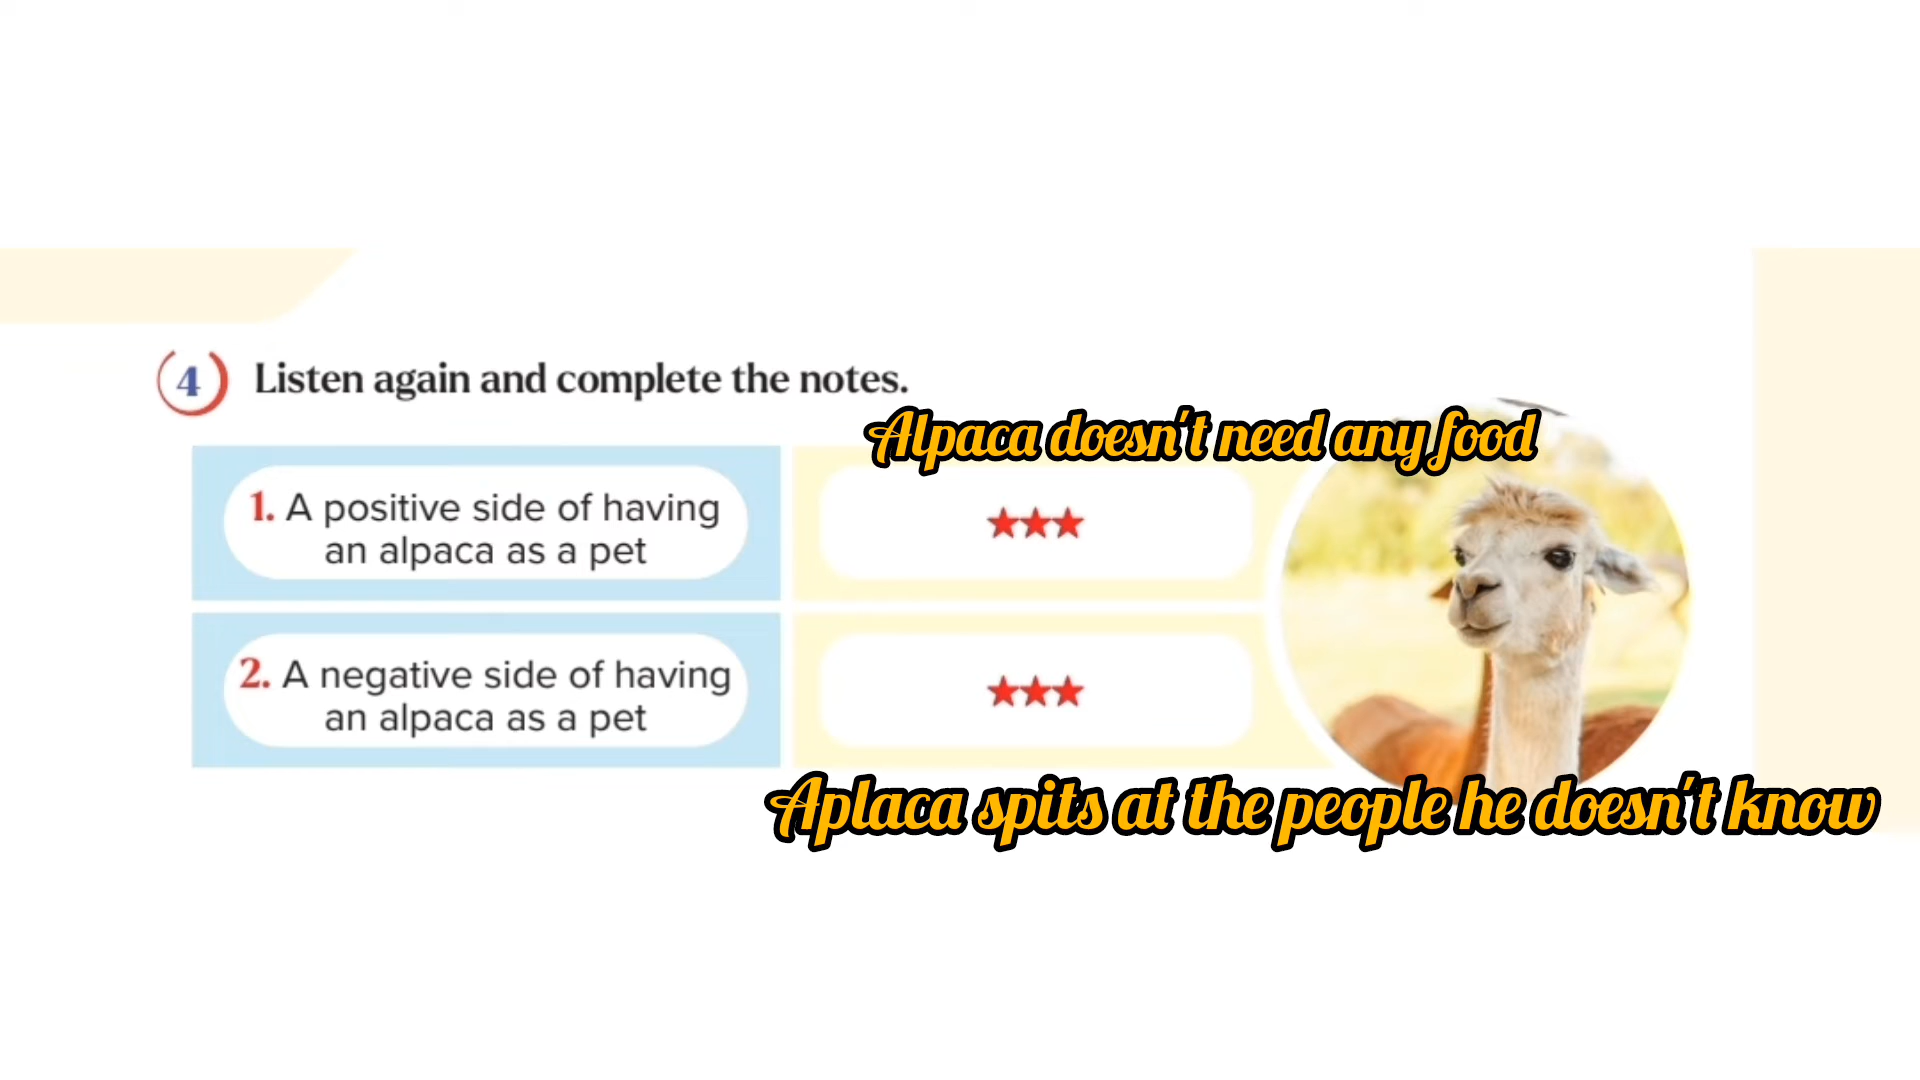 4 Listen again and complete the notes.
Alpaca doesn't need any food
1. A positive side of having
an alpaca as a pet
★★★
2. A negative side of having
an alpaca as a pet
★★★
Aplaca spits at the people he doesn't know